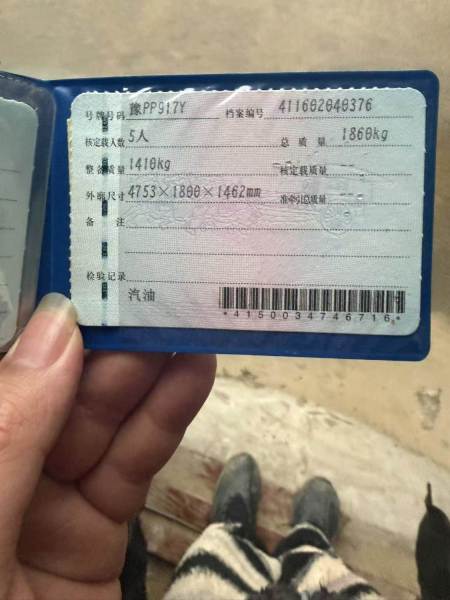 号牌号码 豫PP917Y 档案编号 411602040376
核定载人数 5人 总质量 1860kg
整备质量 1410kg 核定载质量
外廓尺寸 4753×1800×1462mm 准牵引总质量
备注
检验记录
汽油
*4150034746716*